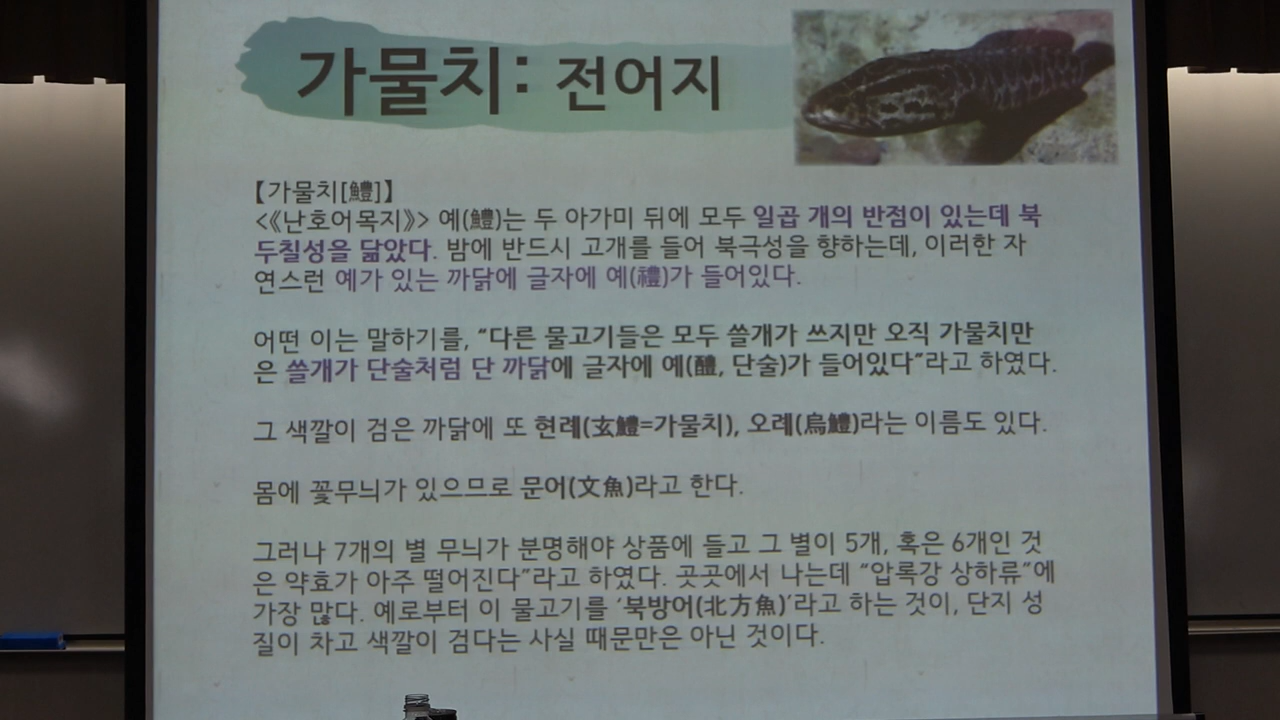 가물치: 전어지
【가물치[鱧]】
<《난호어목지》> 예(鱧)는 두 아가미 뒤에 모두 일곱 개의 반점이 있는데 북
두칠성을 닮았다. 밤에 반드시 고개를 들어 북극성을 향하는데, 이러한 자
연스런 예가 있는 까닭에 글자에 예(禮)가 들어있다.
어떤 이는 말하기를, “다른 물고기들은 모두 쓸개가 쓰지만 오직 가물치만
은 쓸개가 단술처럼 단 까닭에 글자에 예(醴, 단술)가 들어있다”라고 하였다.
그 색깔이 검은 까닭에 또 현례(玄鱧=가물치), 오례(烏鱧)라는 이름도 있다.
몸에 꽃무늬가 있으므로 문어(文魚)라고 한다.
그러나 7개의 별 무늬가 분명해야 상품에 들고 그 별이 5개, 혹은 6개인 것
은 약효가 아주 떨어진다”라고 하였다. 곳곳에서 나는데 “압록강 상하류”에
가장 많다. 예로부터 이 물고기를 ‘북방어(北方魚)’라고 하는 것이, 단지 성
질이 차고 색깔이 검다는 사실 때문만은 아닌 것이다.